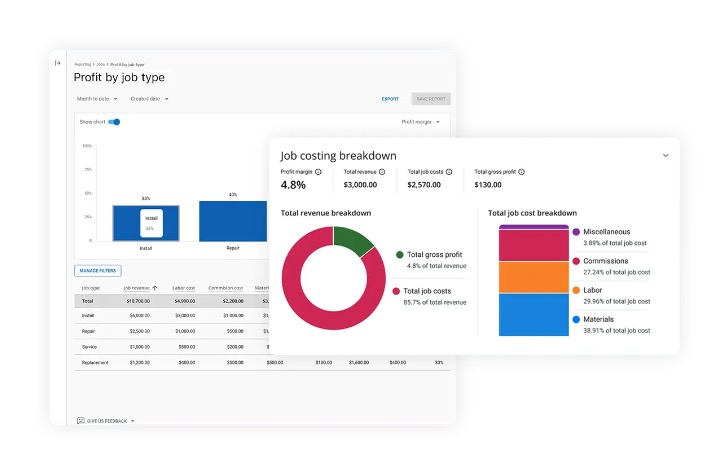 Reporting > Jobs > Profit by job type
Profit by job type
Month to date
Created date
EXPORT
SAVE REPORT
Show chart
Profit margin
100%
75%
50%
25%
0
33%
40%
Install
33%
Install
Repair
MANAGE FILTERS
Job type Job revenue ↑ Labor cost Commission cost
Total $10,700.00 $4,900.00 $2,200.00
Install $6,000.00 $3,000.00 $1,000.00
Repair $2,500.00 $1,000.00 $500.00
Service $1,000.00 $500.00 $200.00
Replacement $1,200.00 $400.00 $500.00 $500.00 $100.00 $1,600.00 $400.00 30%
GIVE US FEEDBACK
Job costing breakdown
Profit margin Total revenue Total job costs Total gross profit
4.8% $3,000.00 $2,570.00 $130.00
Total revenue breakdown
Total gross profit
4.8% of total revenue
Total job costs
85.7% of total revenue
Total job cost breakdown
Miscellaneous
3.89% of total job cost
Commissions
27.24% of total job cost
Labor
29.96% of total job cost
Materials
38.91% of total job cost